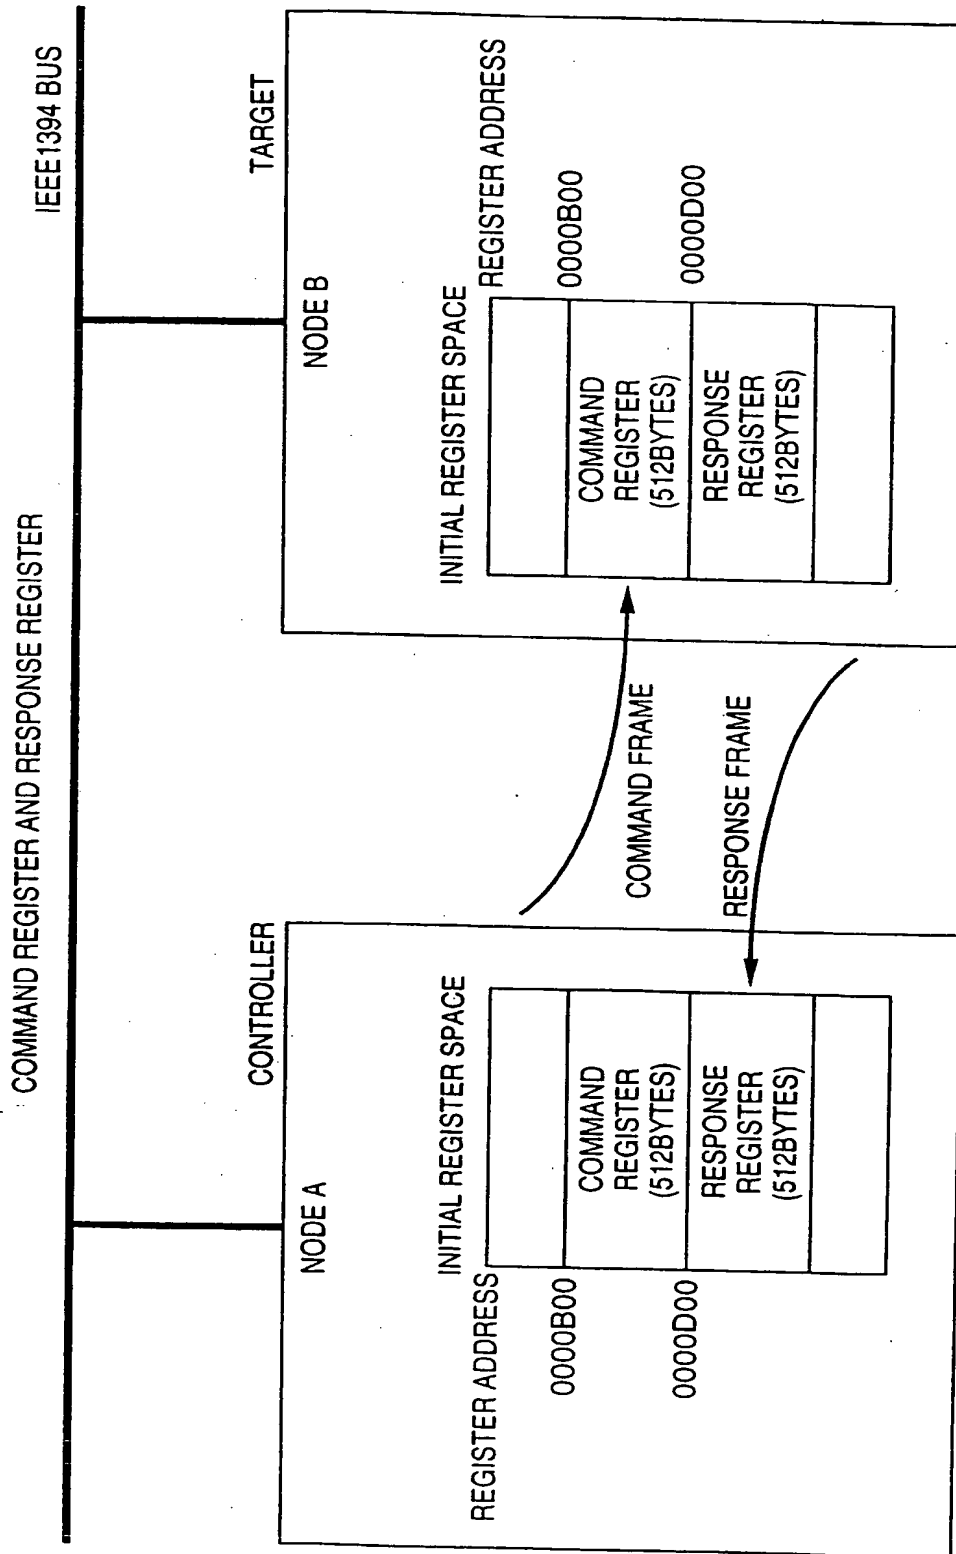 COMMAND REGISTER AND RESPONSE REGISTER
IEEE1394 BUS
CONTROLLER
NODE A
INITIAL REGISTER SPACE
REGISTER ADDRESS
0000B00
COMMAND
REGISTER
(512BYTES)
0000D00
RESPONSE
REGISTER
(512BYTES)
COMMAND FRAME
RESPONSE FRAME
TARGET
NODE B
INITIAL REGISTER SPACE
REGISTER ADDRESS
COMMAND
REGISTER
(512BYTES)
0000B00
RESPONSE
REGISTER
(512BYTES)
0000D00